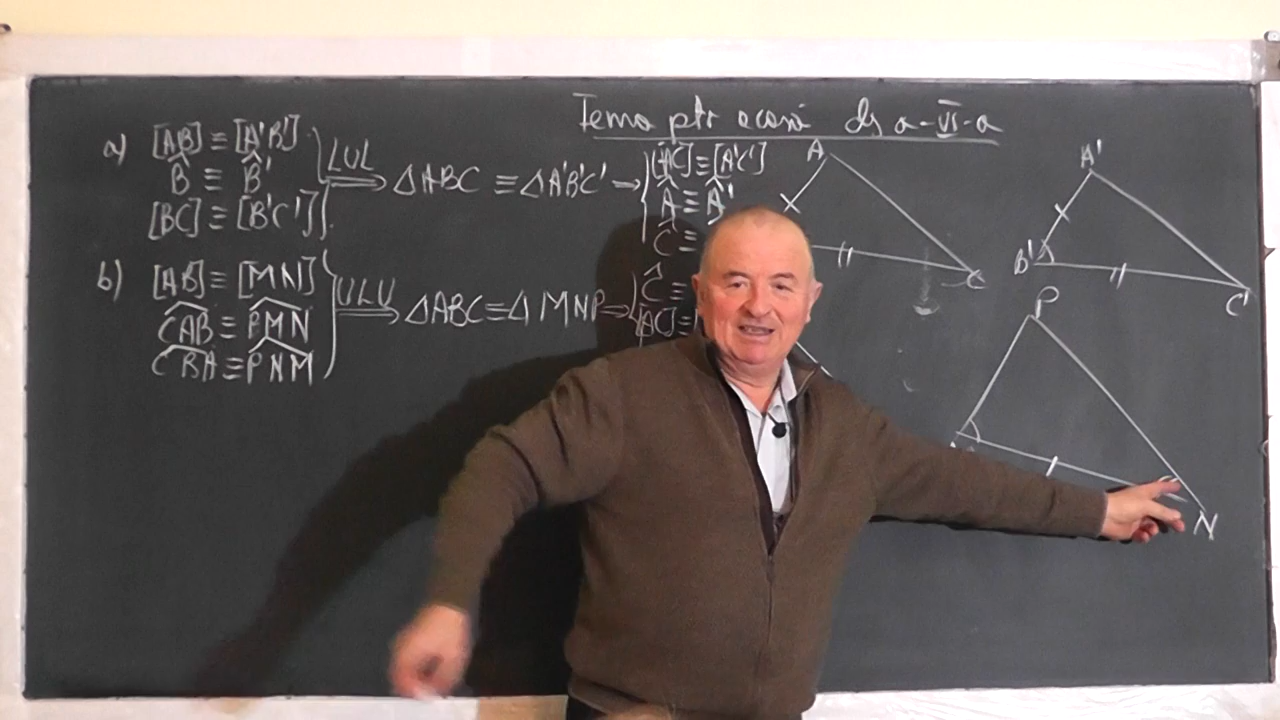 Tema ptr acasă cls a-VI-a
a) [AB] ≡ [A'B']
B̂ ≡ B̂'
[BC] ≡ [B'C']
LUL
⇒ ΔABC ≡ ΔA'B'C' →
[AC] ≡ [A'C']
Â ≡ Â'
Ĉ ≡
b) [AB] ≡ [MN]
CAB ≡ PMN
CBA ≡ PNM
ULU
⇒ ΔABC ≡ Δ MNP ⇒
Ĉ ≡
[AC] ≡
A
C
A'
B'
C'
P
N